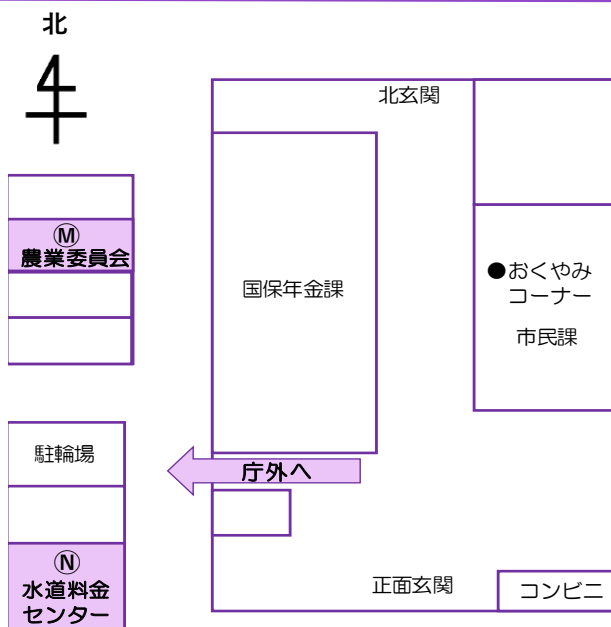 北
北玄関
Ⓜ
農業委員会
国保年金課
●おくやみ
コーナー
市民課
駐輪場
庁外へ
Ⓝ
水道料金
センター
正面玄関
コンビニ